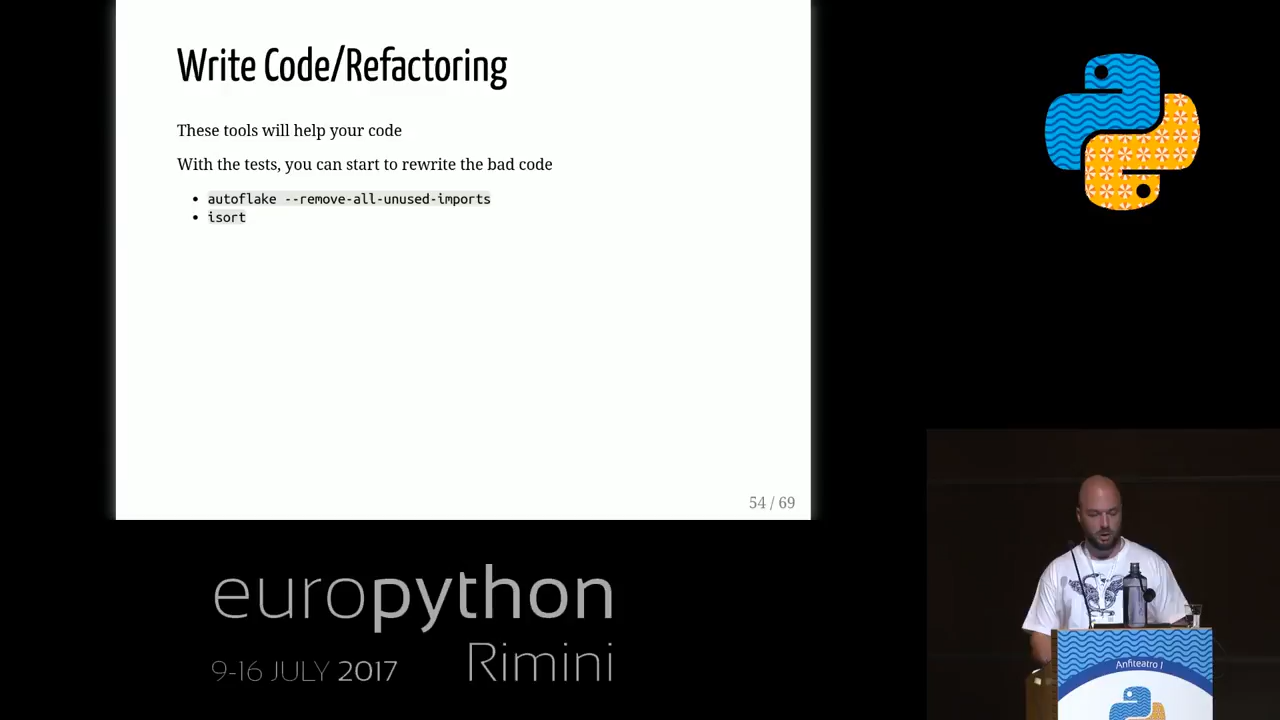 Write Code/Refactoring
These tools will help your code
With the tests, you can start to rewrite the bad code
autoflake --remove-all-unused-imports
isort
54 / 69
europython
9-16 JULY 2017
Rimini
Anfiteatro I